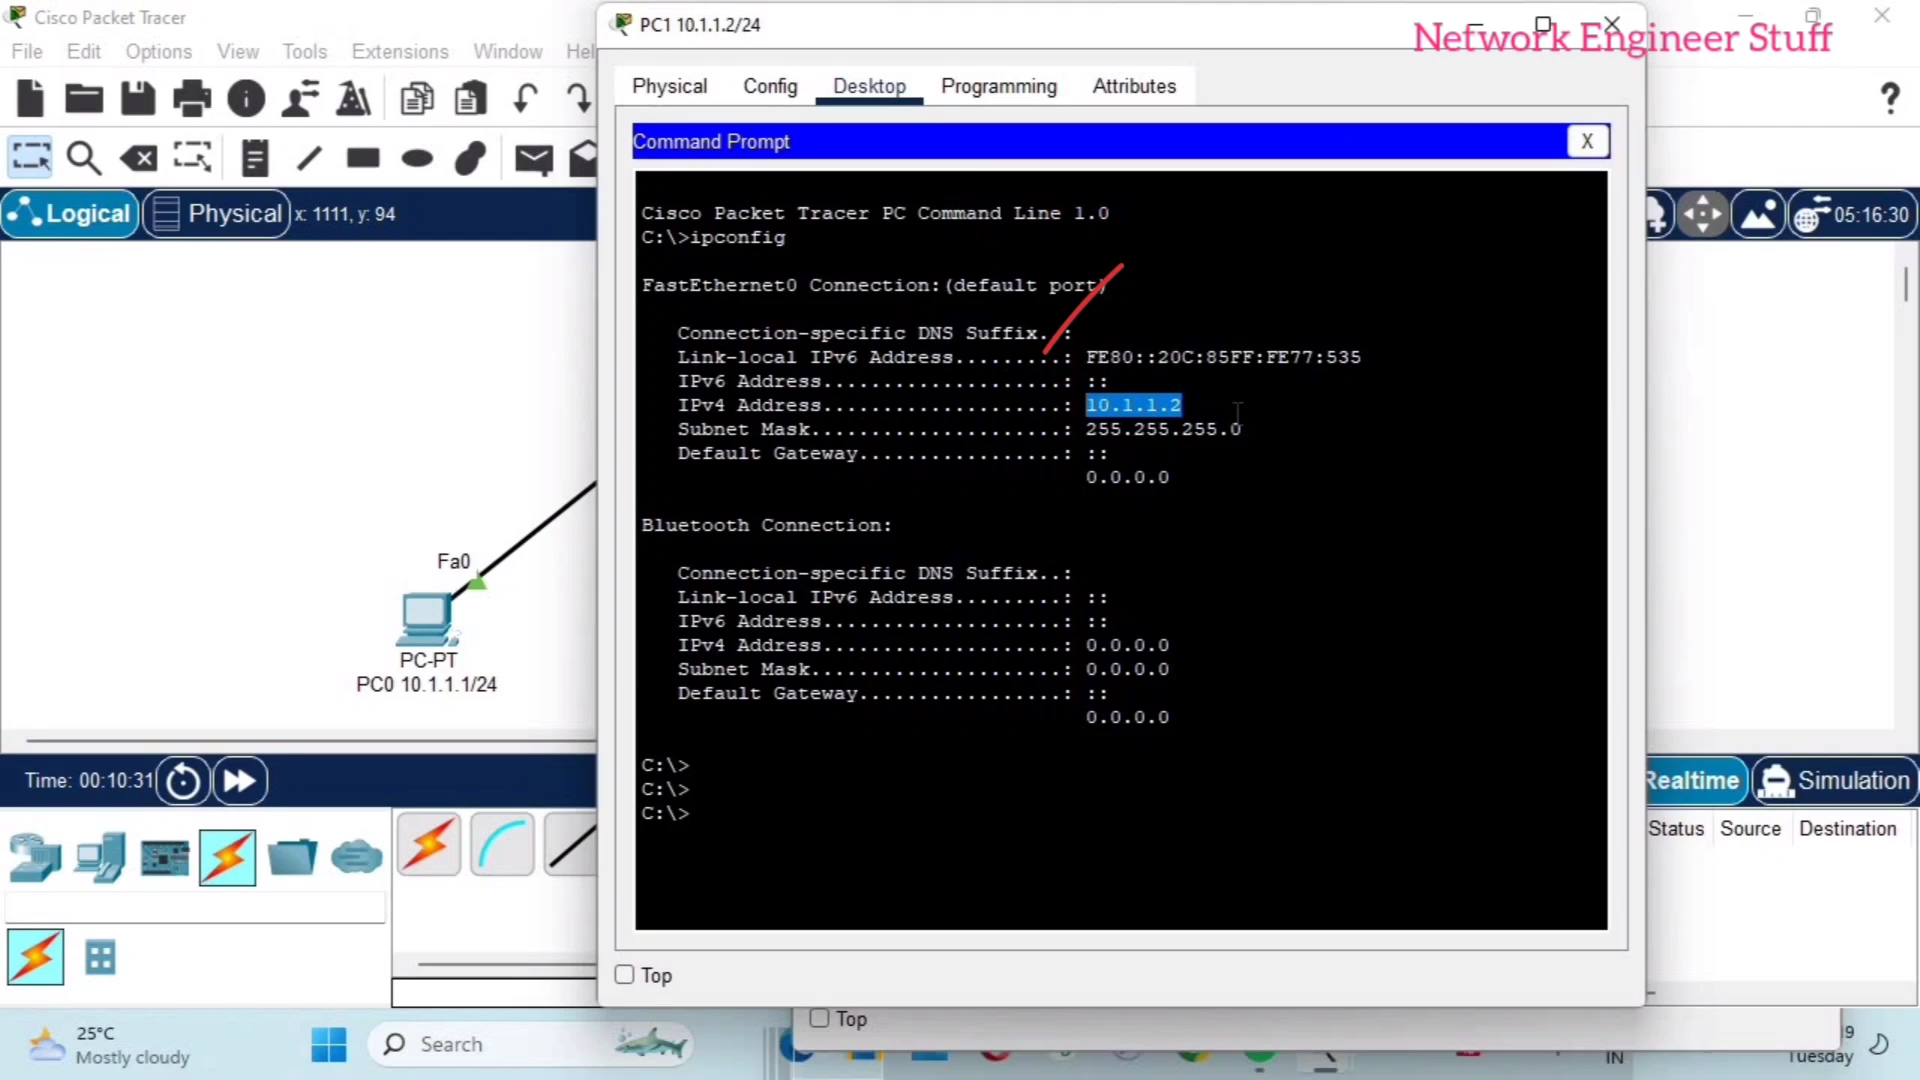 Cisco Packet Tracer
PC1 10.1.1.2/24
Network Engineer Stuff
File Edit Options View Tools Extensions Window Hel
Physical Config Desktop Programming Attributes
Command Prompt
X
Logical Physical x: 1111, y: 94
05:16:30
Cisco Packet Tracer PC Command Line 1.0
C:\>ipconfig
FastEthernet0 Connection:(default port)
Connection-specific DNS Suffix..:
Link-local IPv6 Address.........: FE80::20C:85FF:FE77:535
IPv6 Address....................: ::
IPv4 Address....................: 10.1.1.2
Subnet Mask.....................: 255.255.255.0
Default Gateway.................: ::
0.0.0.0
Bluetooth Connection:
Connection-specific DNS Suffix..:
Link-local IPv6 Address.........: ::
IPv6 Address....................: ::
IPv4 Address....................: 0.0.0.0
Subnet Mask.....................: 0.0.0.0
Default Gateway.................: ::
0.0.0.0
C:\>
C:\>
C:\>
Fa0
PC-PT
PC0 10.1.1.1/24
Time: 00:10:31
Realtime Simulation
Status Source Destination
Top
Top
25°C
Mostly cloudy
Search
IN
9
Tuesday